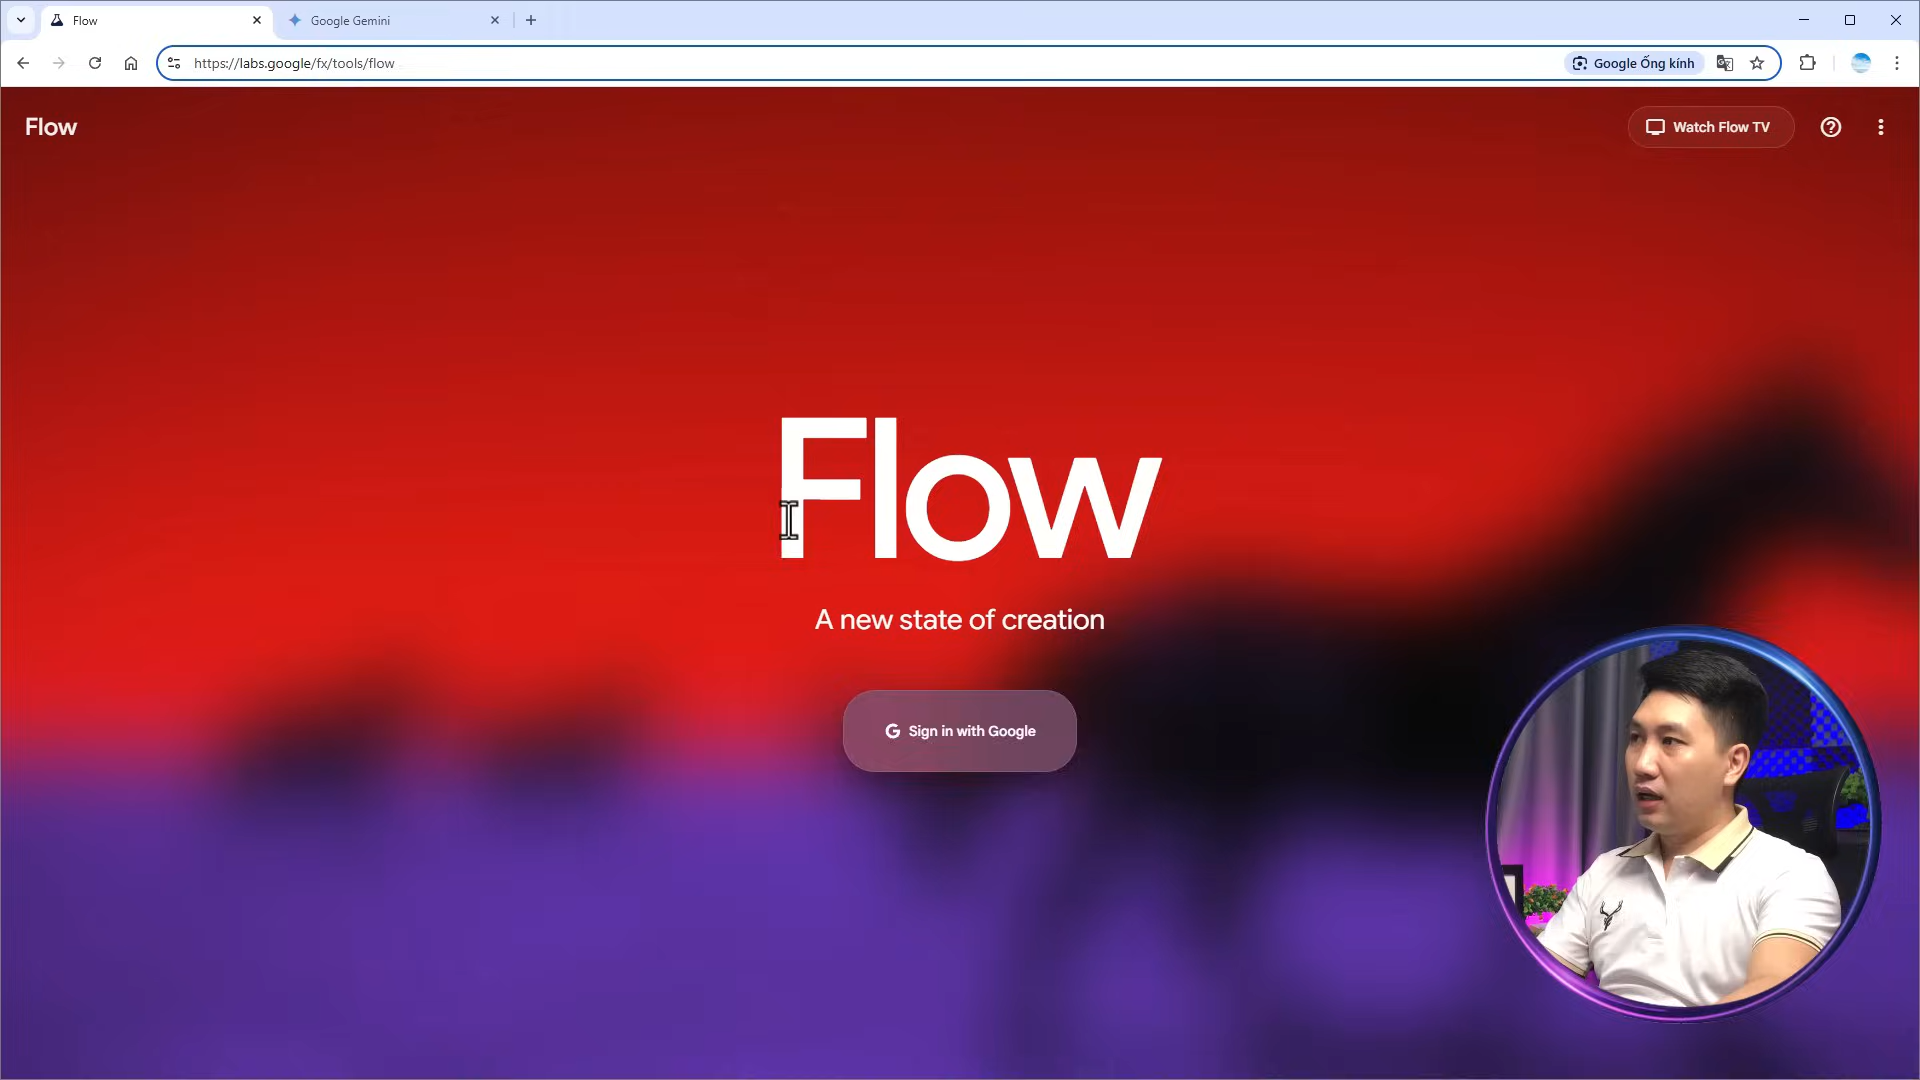 Flow
Google Gemini
https://labs.google/fx/tools/flow
Google Ống kính
Flow
Watch Flow TV
Flow
A new state of creation
G Sign in with Google